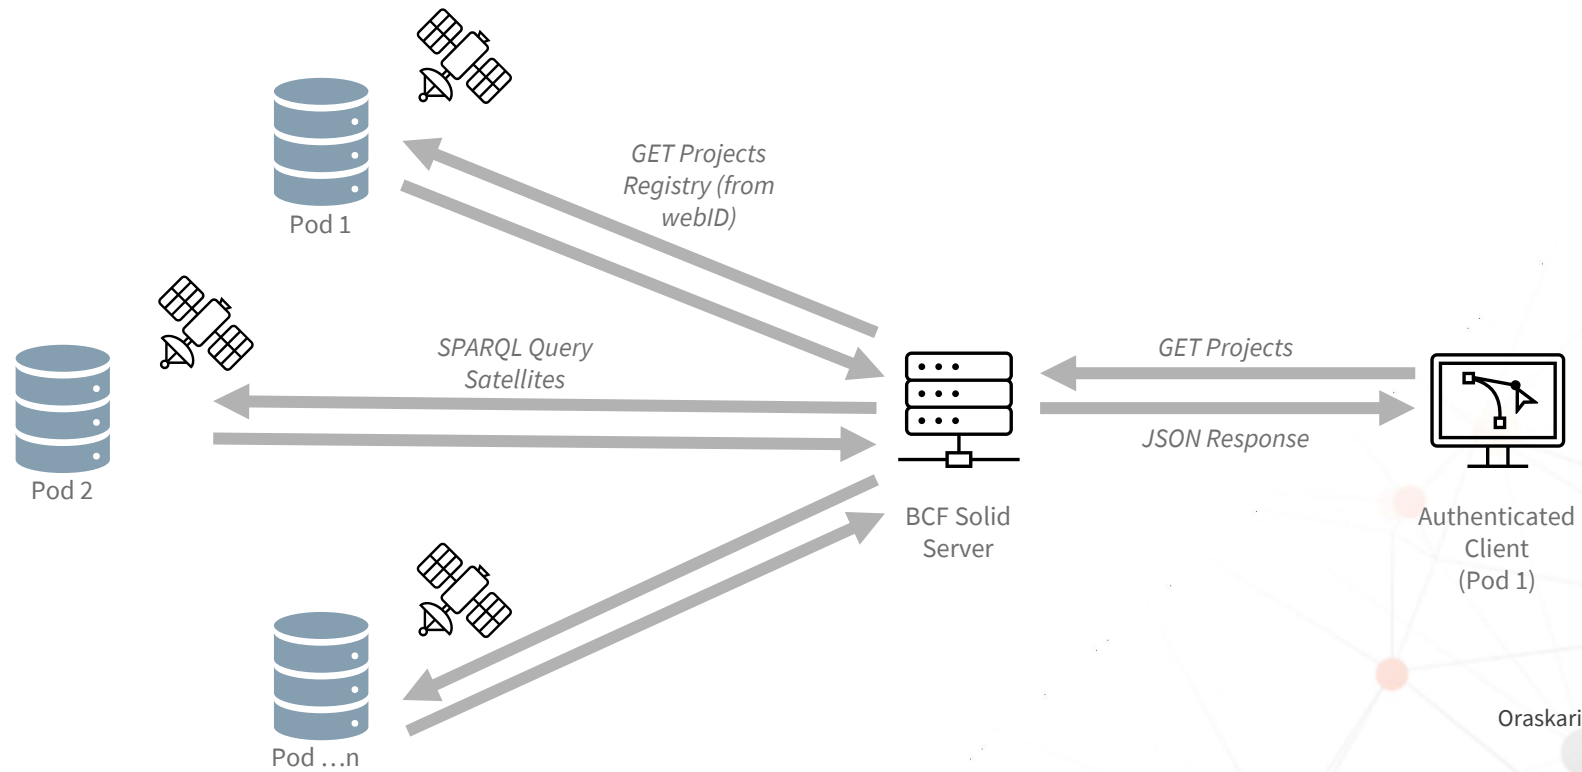 GET Projects
Registry (from
webID)
Pod 1
SPARQL Query
Satellites
GET Projects
JSON Response
Pod 2
BCF Solid
Server
Authenticated
Client
(Pod 1)
Oraskari
Pod ...n